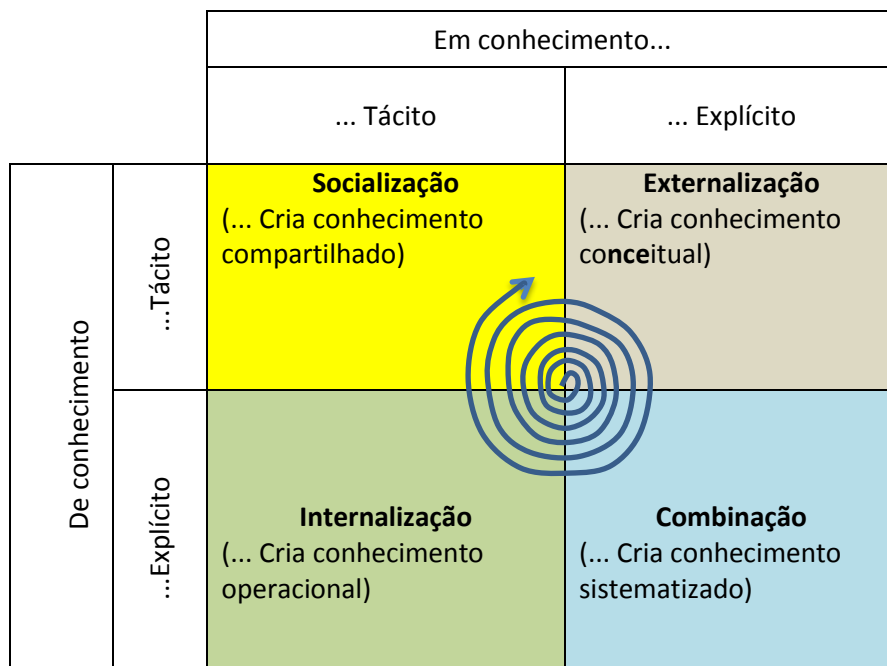 Em conhecimento...
... Tácito
... Explícito
De conhecimento
...Tácito
Socialização
(... Cria conhecimento
compartilhado)
Externalização
(... Cria conhecimento
conceitual)
...Explícito
Internalização
(... Cria conhecimento
operacional)
Combinação
(... Cria conhecimento
sistematizado)